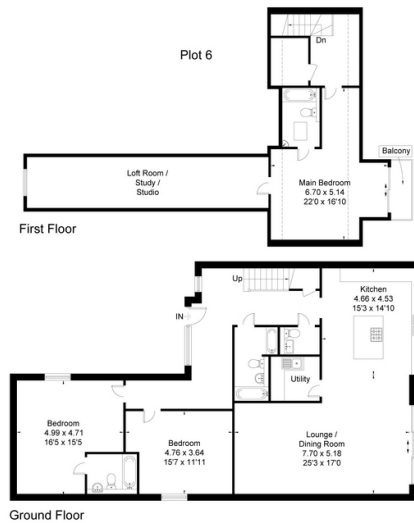 Plot 6
Dn
Balcony
Loft Room /
Study /
Studio
Main Bedroom
6.70 x 5.14
22'0 x 16'10
First Floor
Up
IN
Kitchen
4.66 x 4.53
15'3 x 14'10
Utility
Bedroom
4.99 x 4.71
16'5 x 15'5
Bedroom
4.76 x 3.64
15'7 x 11'11
Lounge /
Dining Room
7.70 x 5.18
25'3 x 17'0
Ground Floor